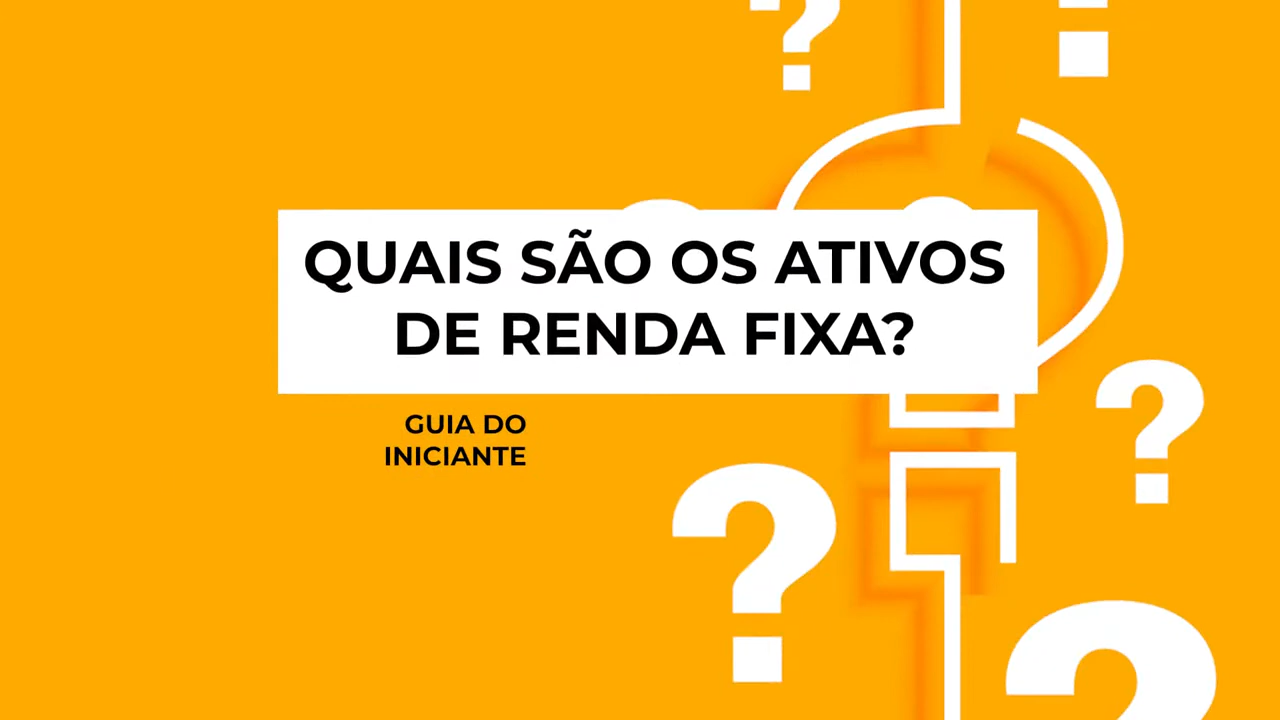 QUAIS SÃO OS ATIVOS
DE RENDA FIXA?
GUIA DO
INICIANTE